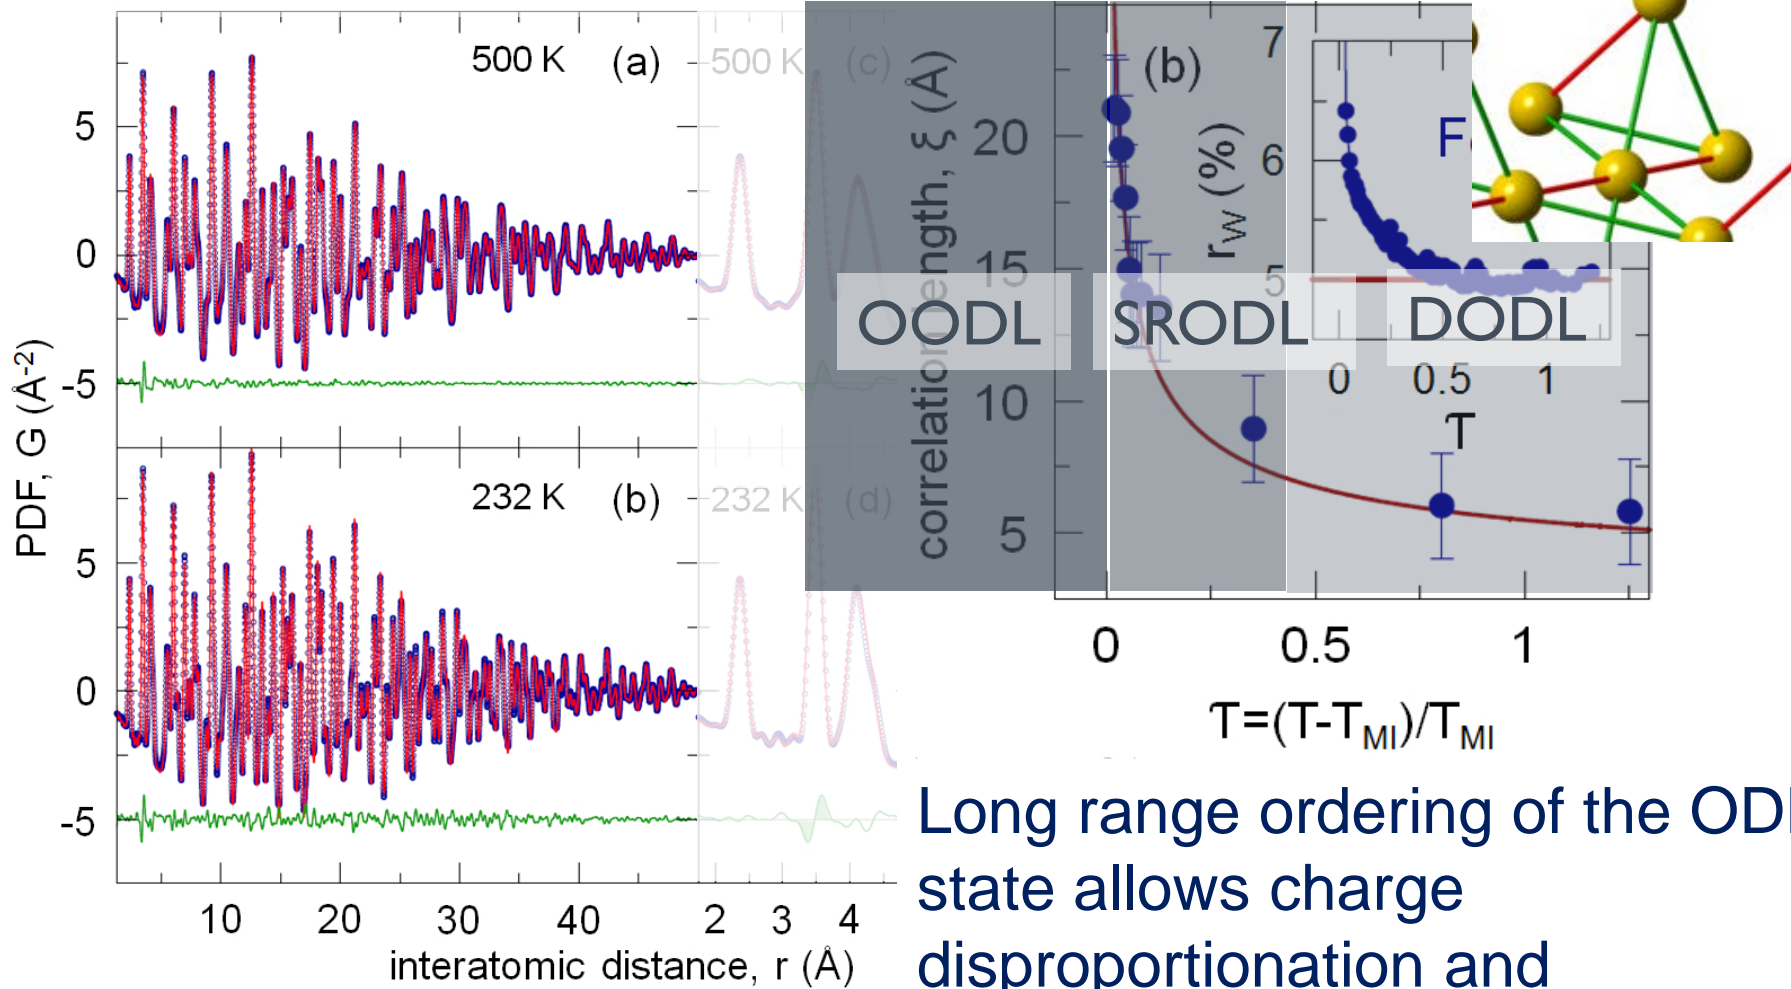 500 K (a)
5
0
-5
PDF, G (Å-2)
232 K (b)
5
0
-5
10 20 30 40
500 K (c)
232 K (d)
2 3 4
interatomic distance, r (Å)
correlation length, ξ (Å)
20
15
10
5
(b)
rW (%)
7
6
5
0 0.5 1
T
OODL SRODL DODL
0 0.5 1
T=(T-TMI)/TMI
Long range ordering of the
state allows charge
disproportionation and